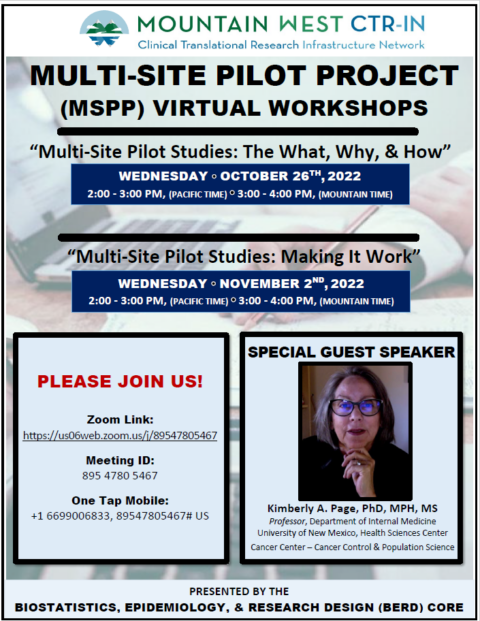 MOUNTAIN WEST CTR-IN
Clinical Translational Research Infrastructure Network
MULTI-SITE PILOT PROJECT
(MSPP) VIRTUAL WORKSHOPS
“Multi-Site Pilot Studies: The What, Why, & How”
WEDNESDAY ○ OCTOBER 26TH, 2022
2:00 - 3:00 PM, (PACIFIC TIME) ○ 3:00 - 4:00 PM, (MOUNTAIN TIME)
“Multi-Site Pilot Studies: Making It Work”
WEDNESDAY ○ NOVEMBER 2ND, 2022
2:00 - 3:00 PM, (PACIFIC TIME) ○ 3:00 - 4:00 PM, (MOUNTAIN TIME)
PLEASE JOIN US!
Zoom Link:
https://us06web.zoom.us/j/89547805467
Meeting ID:
895 4780 5467
One Tap Mobile:
+1 6699006833, 89547805467# US
SPECIAL GUEST SPEAKER
Kimberly A. Page, PhD, MPH, MS
Professor, Department of Internal Medicine
University of New Mexico, Health Sciences Center
Cancer Center – Cancer Control & Population Science
PRESENTED BY THE
BIOSTATISTICS, EPIDEMIOLOGY, & RESEARCH DESIGN (BERD) CORE